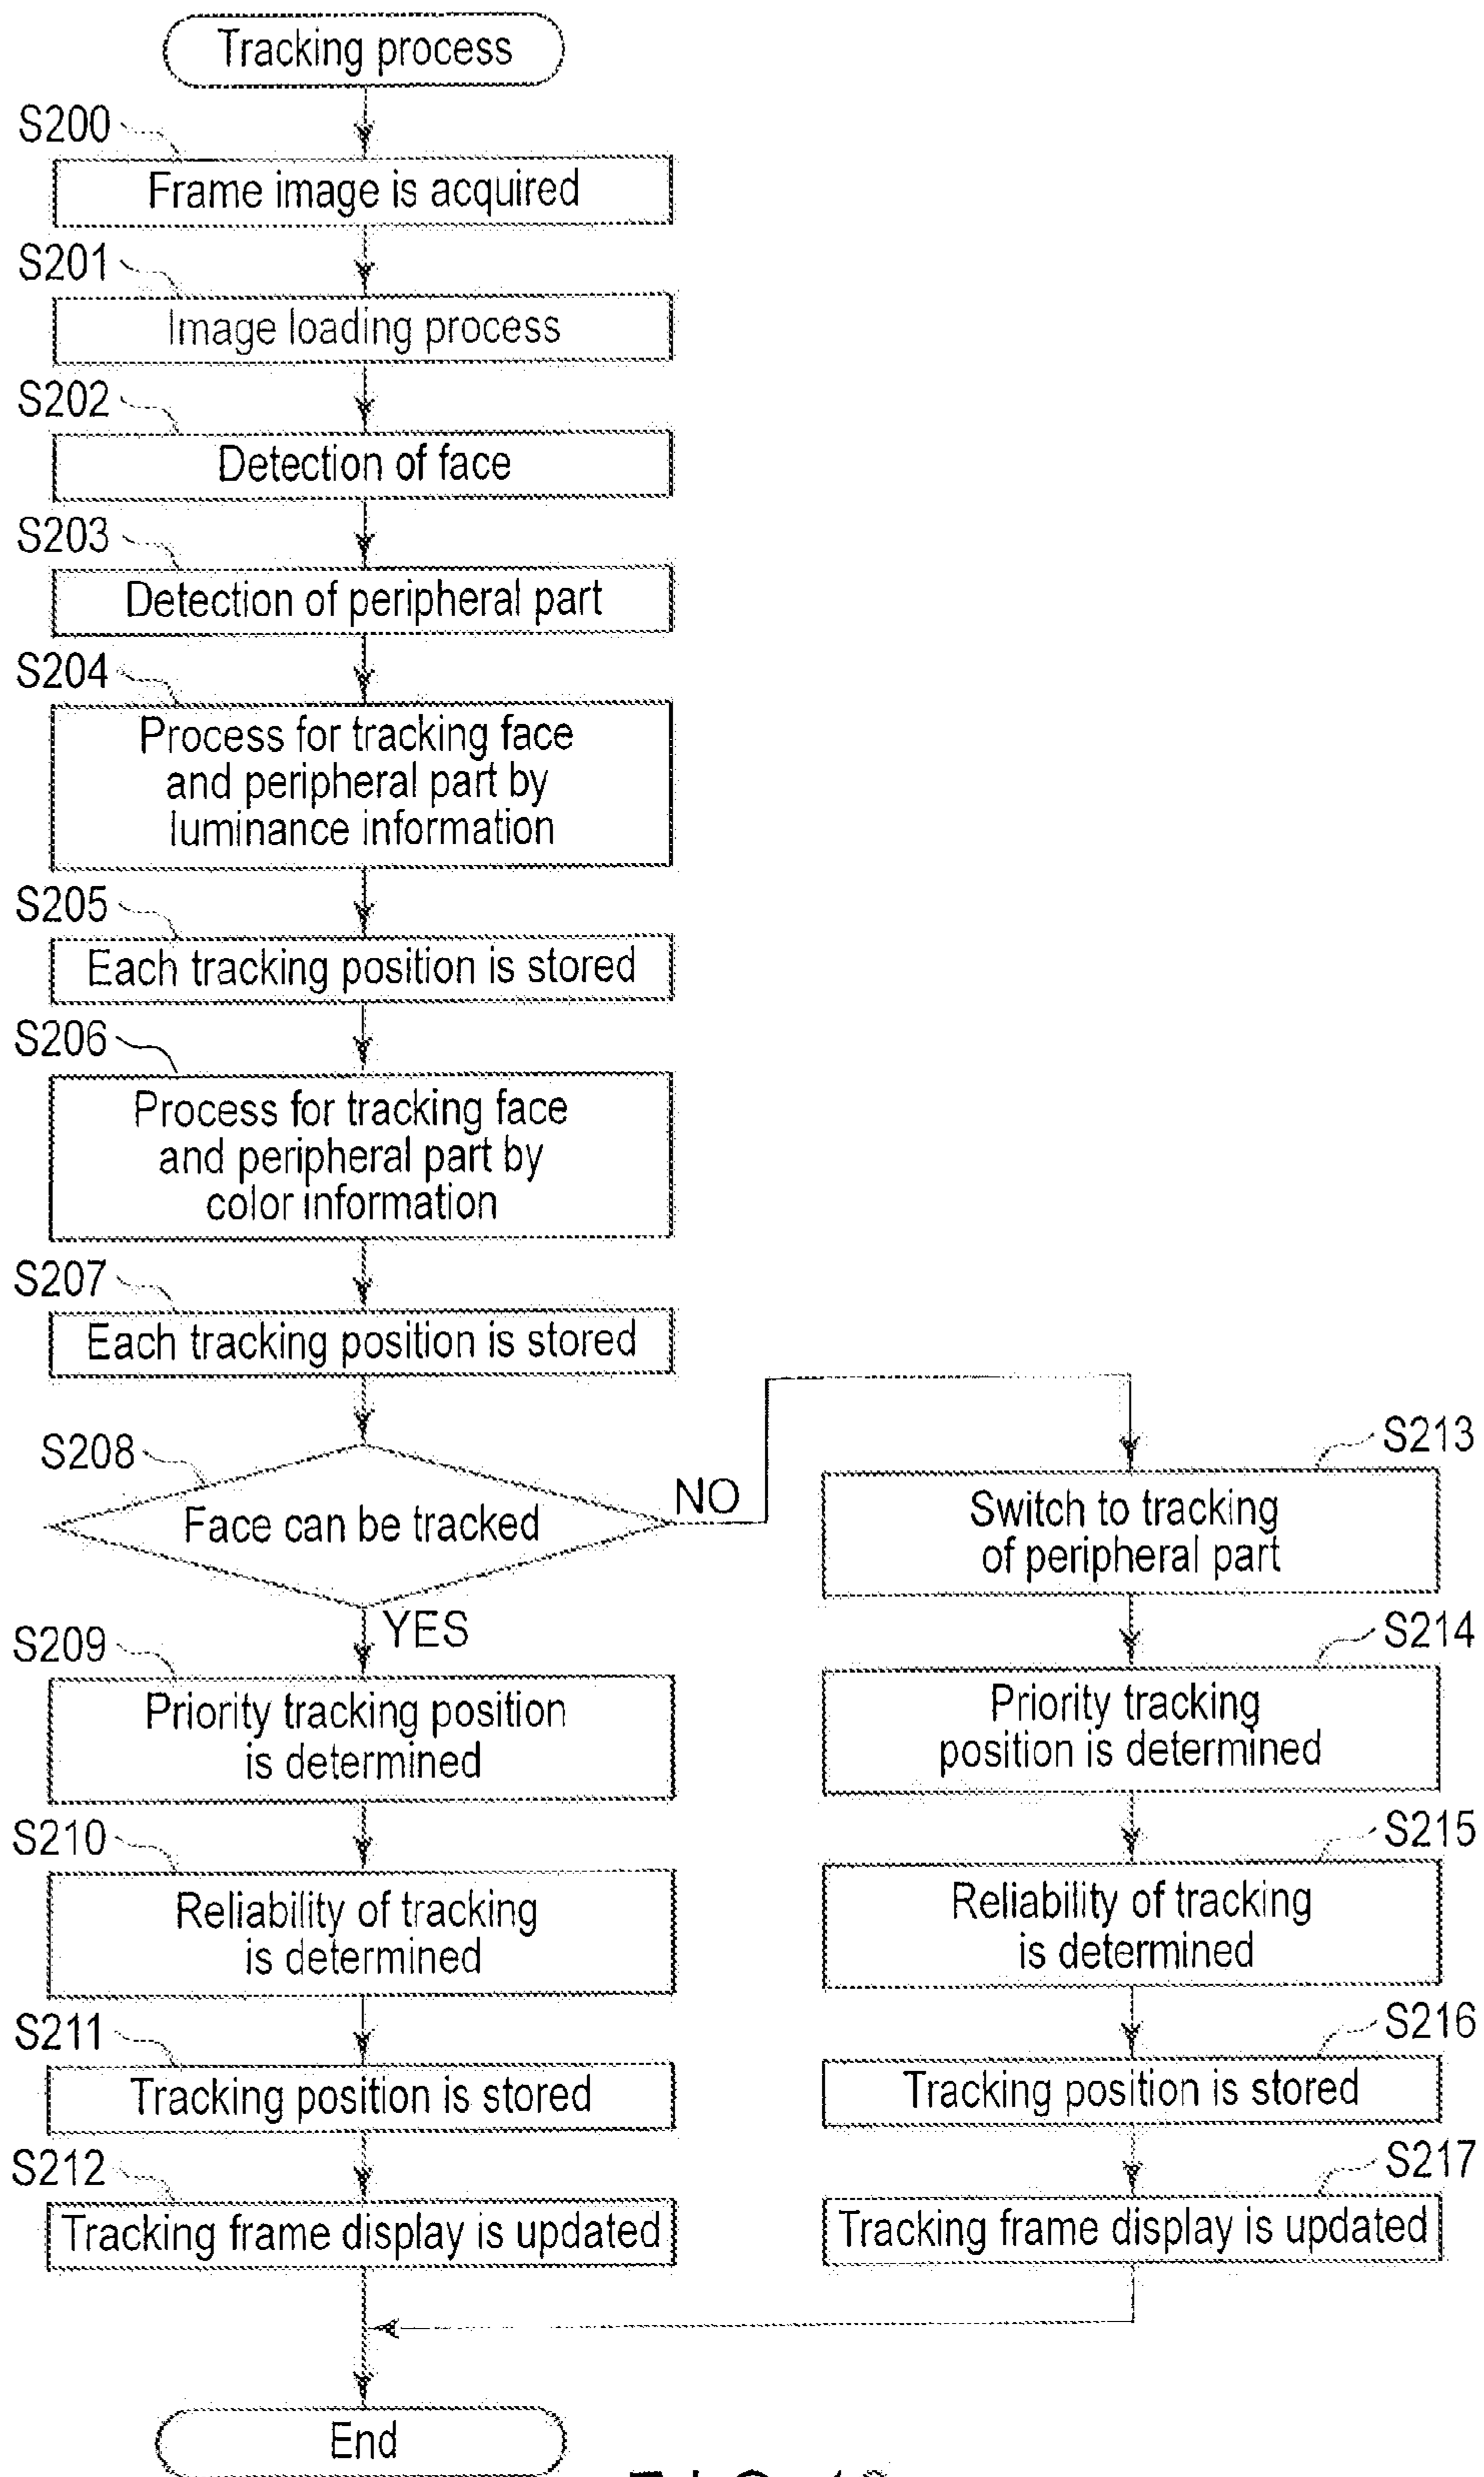 Tracking process
S200
Frame image is acquired
S201
Image loading process
S202
Detection of face
S203
Detection of peripheral part
S204
Process for tracking face
and peripheral part by
luminance information
S205
Each tracking position is stored
S206
Process for tracking face
and peripheral part by
color information
S207
Each tracking position is stored
S208
Face can be tracked
NO
YES
S209
Priority tracking position
is determined
S210
Reliability of tracking
is determined
S211
Tracking position is stored
S212
Tracking frame display is updated
S213
Switch to tracking
of peripheral part
S214
Priority tracking
position is determined
S215
Reliability of tracking
is determined
S216
Tracking position is stored
S217
Tracking frame display is updated
End